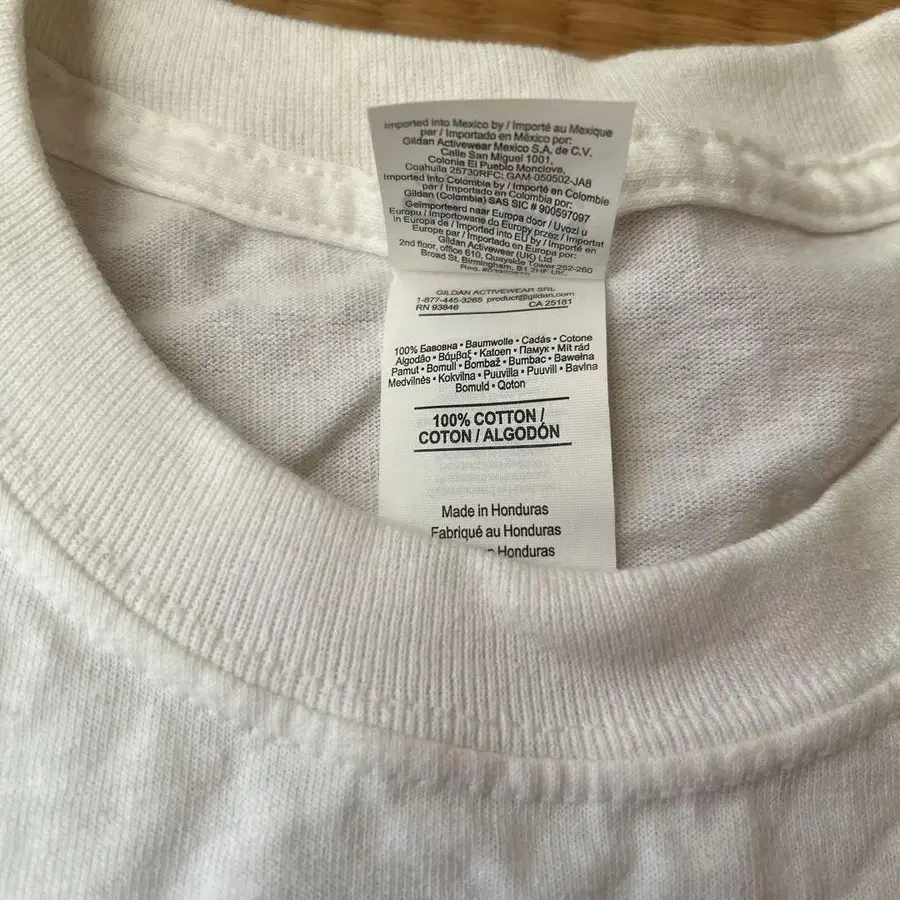 Imported into Mexico by / Importé au Mexique
par / Importado en México por:
Gildan Activewear Mexico S.A. de C.V.
Calle San Miguel 1001,
Colonia El Pueblo Monclova,
Coahuila 25730RFC: GAM-050502-JA8
Imported into Colombia by / Importé en Colombie
par / Importado en Colombia por:
Gildan (Colombia) SAS SIC # 900597097
Geïmporteerd naar Europa door / Uvozi u
Europu / Importowane do Europy przez / Importat
in Europa de / Imported into EU by / Importé en
Europe par / Importado en Europa por:
Gildan Activewear (UK) Ltd
2nd floor, office 610, Quayside Tower 252-260
Broad St, Birmingham, B1 2HF UK,
GILDAN ACTIVEWEAR SRL
1-877-445-3265 product@gildan.com
RN 93846 CA 25181
100% Бавовна • Baumwolle • Cadás • Cotone
Algodão • Βάμβαξ • Katoen • Памук • Mít rád
Pamut • Bomull • Bombaž • Bumbac • Bawełna
Medvilnės • Kokvilna • Puuvilla • Puuvill • Bavlna
Bomuld • Qoton
100% COTTON /
COTON / ALGODÓN
Made in Honduras
Fabriqué au Honduras
Honduras